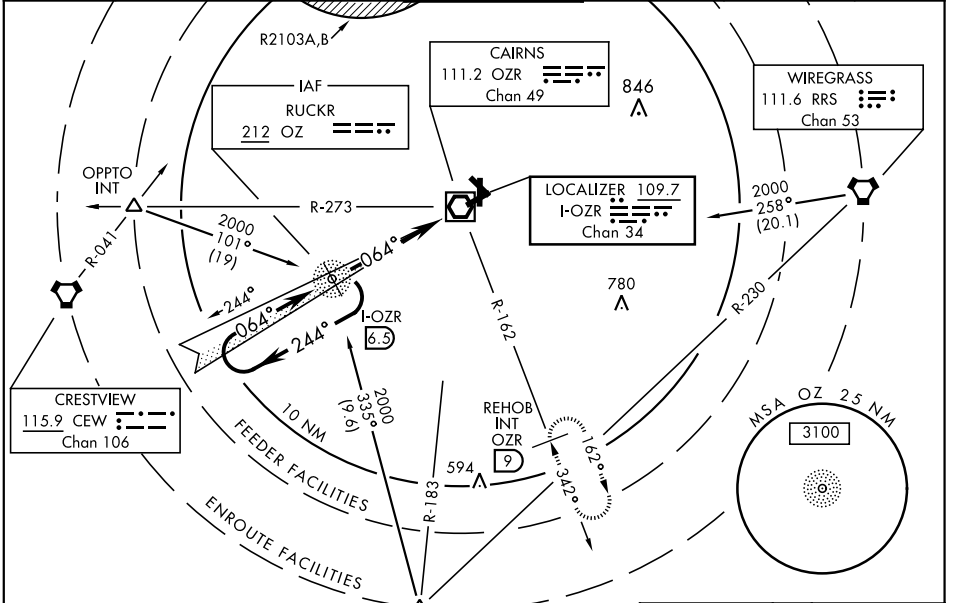 R2103A,B
CAIRNS
111.2 OZR
Chan 49
846
WIREGRASS
111.6 RRS
Chan 53
IAF
RUCKR
212 OZ
OPPTO
INT
R-273
LOCALIZER 109.7
I-OZR
Chan 34
2000
258°
(20.1)
R-041
2000
101°
(19)
064°
244°
064°
244°
I-OZR
6.5
R-162
780
R-230
CRESTVIEW
115.9 CEW
Chan 106
2000
335°
(9.6)
10 NM
FEEDER FACILITIES
ENROUTE FACILITIES
R-183
594
REHOB
INT
OZR
9
162°
342°
MSA OZ 25 NM
3100